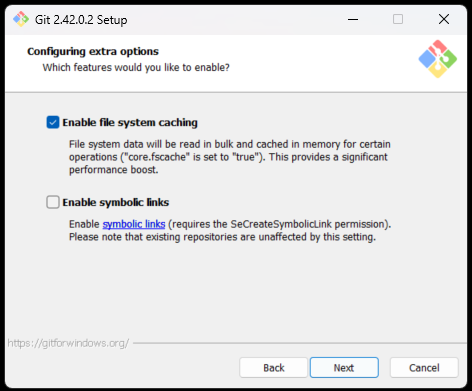 Git 2.42.0.2 Setup
Configuring extra options
Which features would you like to enable?
Enable file system caching
File system data will be read in bulk and cached in memory for certain
operations ("core.fscache" is set to "true"). This provides a significant
performance boost.
Enable symbolic links
Enable symbolic links (requires the SeCreateSymbolicLink permission).
Please note that existing repositories are unaffected by this setting.
https://gitforwindows.org/
Back
Next
Cancel